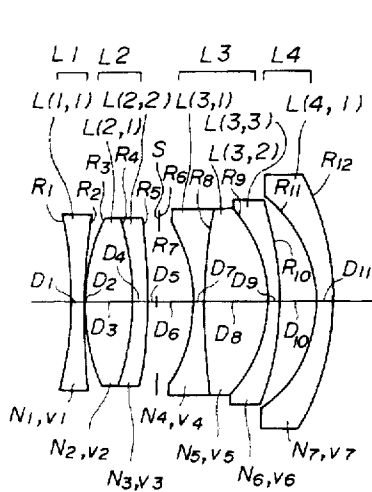 L1 L2 L3 L4
L(1,1) L(2,2) L(3,1) L(4,1)
L(2,1) L(3,3)
L(3,2)
R1 R2 R3 R4 R5 S R6 R7 R8 R9 R10 R11 R12
D1 D2 D4 D5 D7 D9 D11
D3 D6 D8 D10
N1,ν1 N2,ν2 N3,ν3 N4,ν4 N5,ν5 N6,ν6 N7,ν7